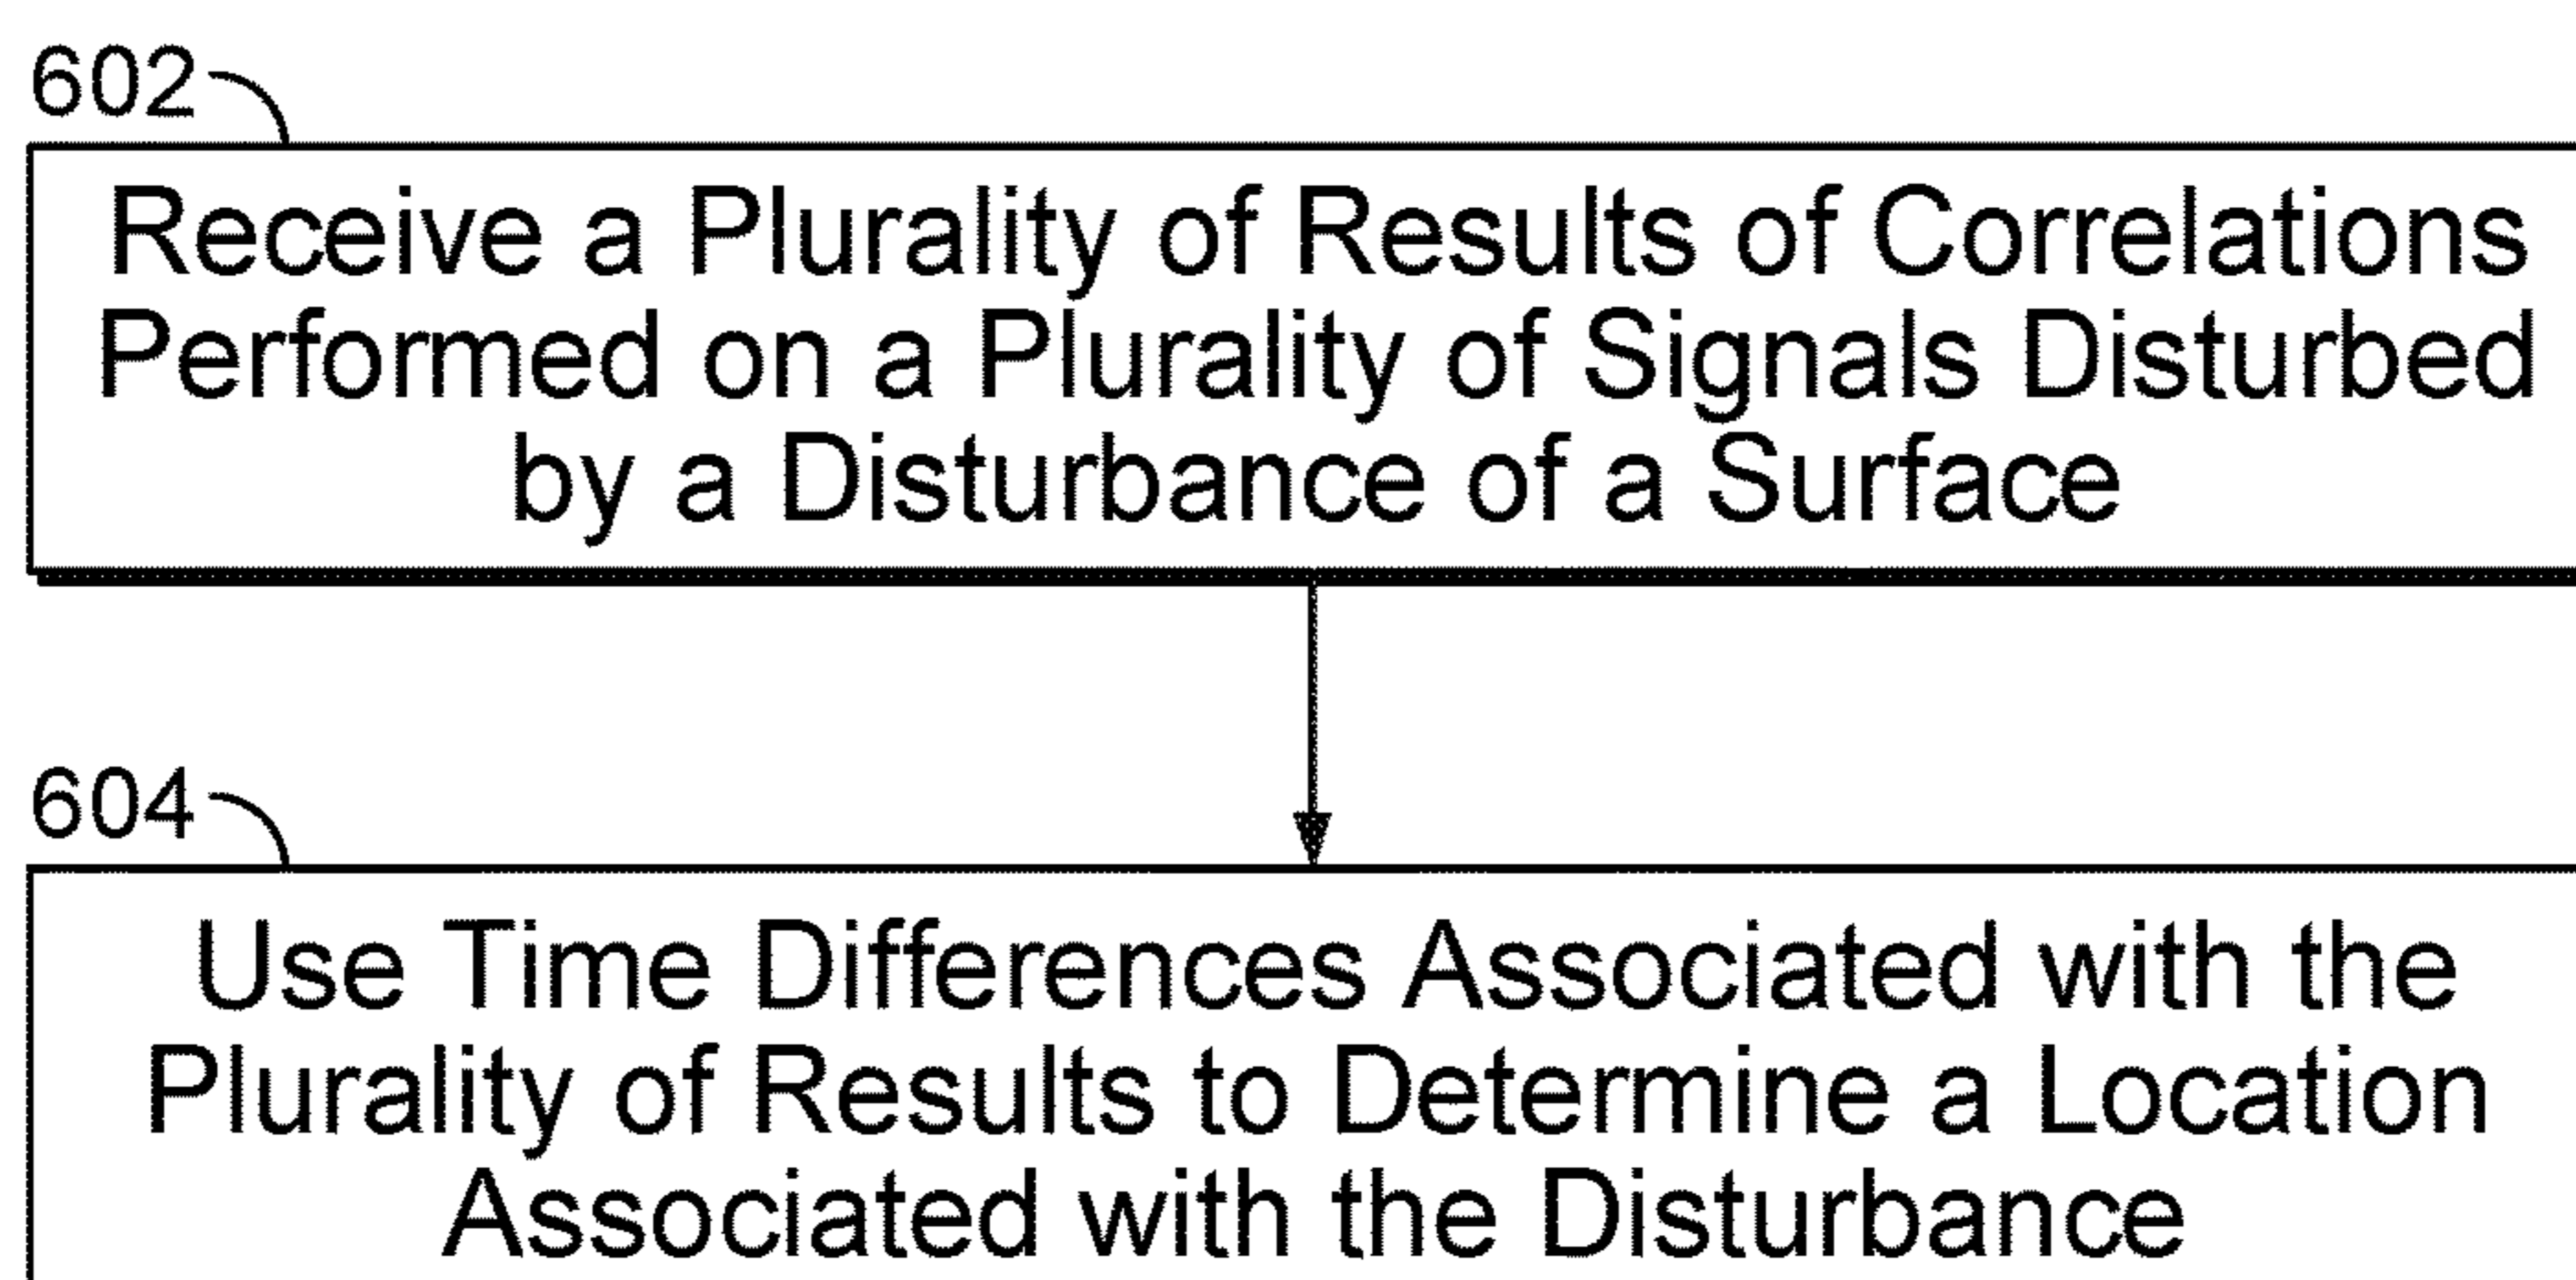 602
Receive a Plurality of Results of Correlations
Performed on a Plurality of Signals Disturbed
by a Disturbance of a Surface
604
Use Time Differences Associated with the
Plurality of Results to Determine a Location
Associated with the Disturbance